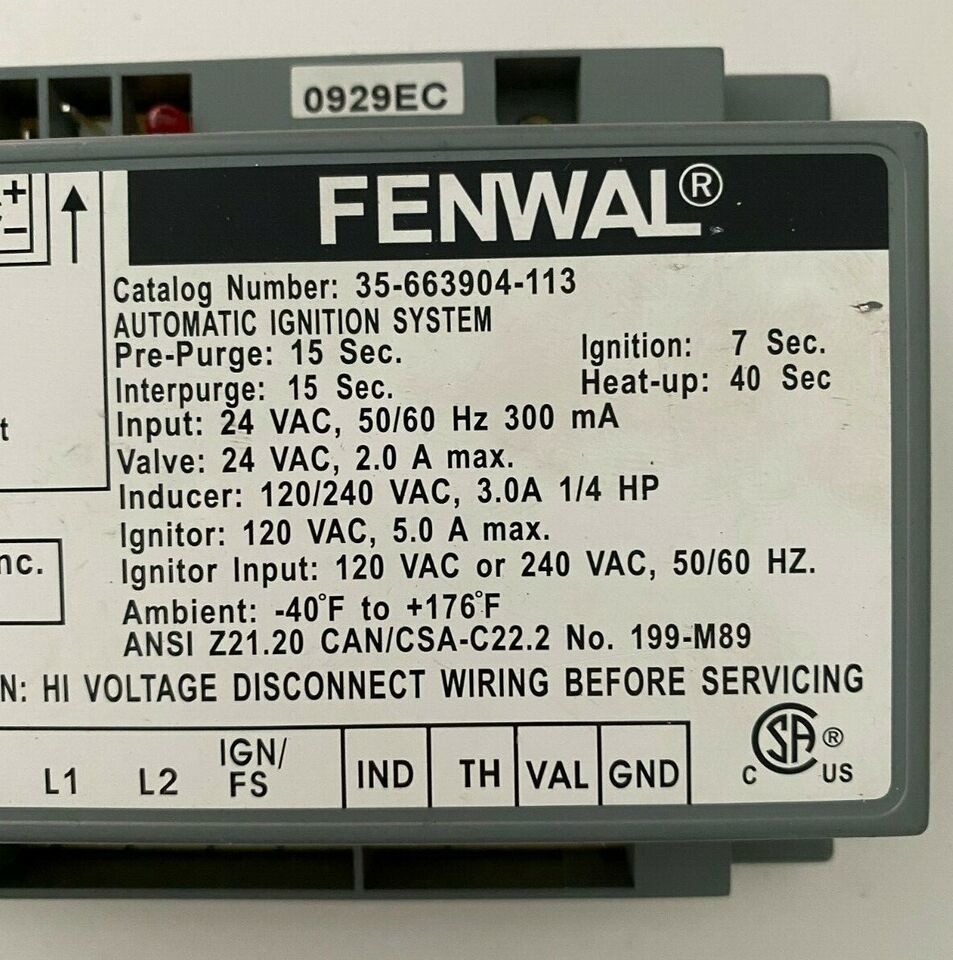 0929EC
+
−
FENWAL®
Catalog Number: 35-663904-113
AUTOMATIC IGNITION SYSTEM
Pre-Purge: 15 Sec. Ignition: 7 Sec.
Interpurge: 15 Sec. Heat-up: 40 Sec
Input: 24 VAC, 50/60 Hz 300 mA
t
Valve: 24 VAC, 2.0 A max.
Inducer: 120/240 VAC, 3.0A 1/4 HP
Ignitor: 120 VAC, 5.0 A max.
nc.
Ignitor Input: 120 VAC or 240 VAC, 50/60 HZ.
Ambient: -40°F to +176°F
ANSI Z21.20 CAN/CSA-C22.2 No. 199-M89
N: HI VOLTAGE DISCONNECT WIRING BEFORE SERVICING
L1 L2 IGN/
FS IND TH VAL GND
C SA ® US